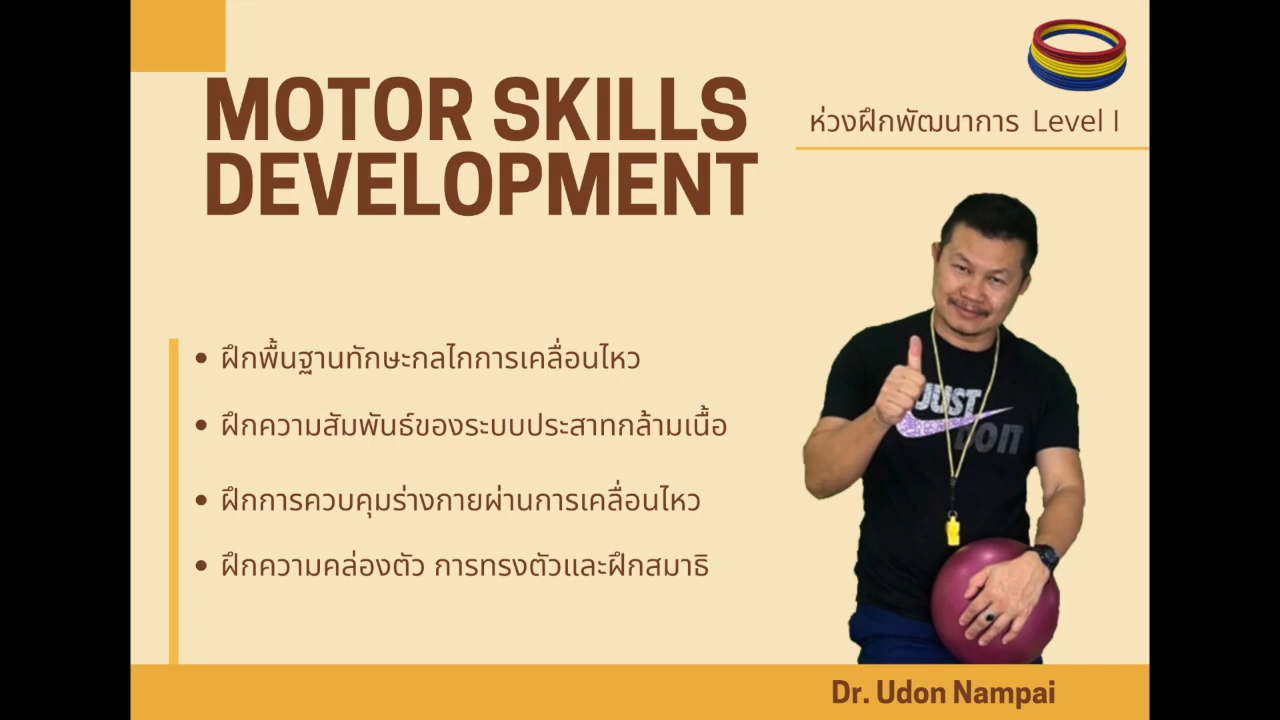 MOTOR SKILLS
DEVELOPMENT
ห่วงฝึกพัฒนาการ Level I
• ฝึกพื้นฐานทักษะกลไกการเคลื่อนไหว
• ฝึกความสัมพันธ์ของระบบประสาทกล้ามเนื้อ
• ฝึกการควบคุมร่างกายผ่านการเคลื่อนไหว
• ฝึกความคล่องตัว การทรงตัวและฝึกสมาธิ
JUST
DO IT
Dr. Udon Nampai